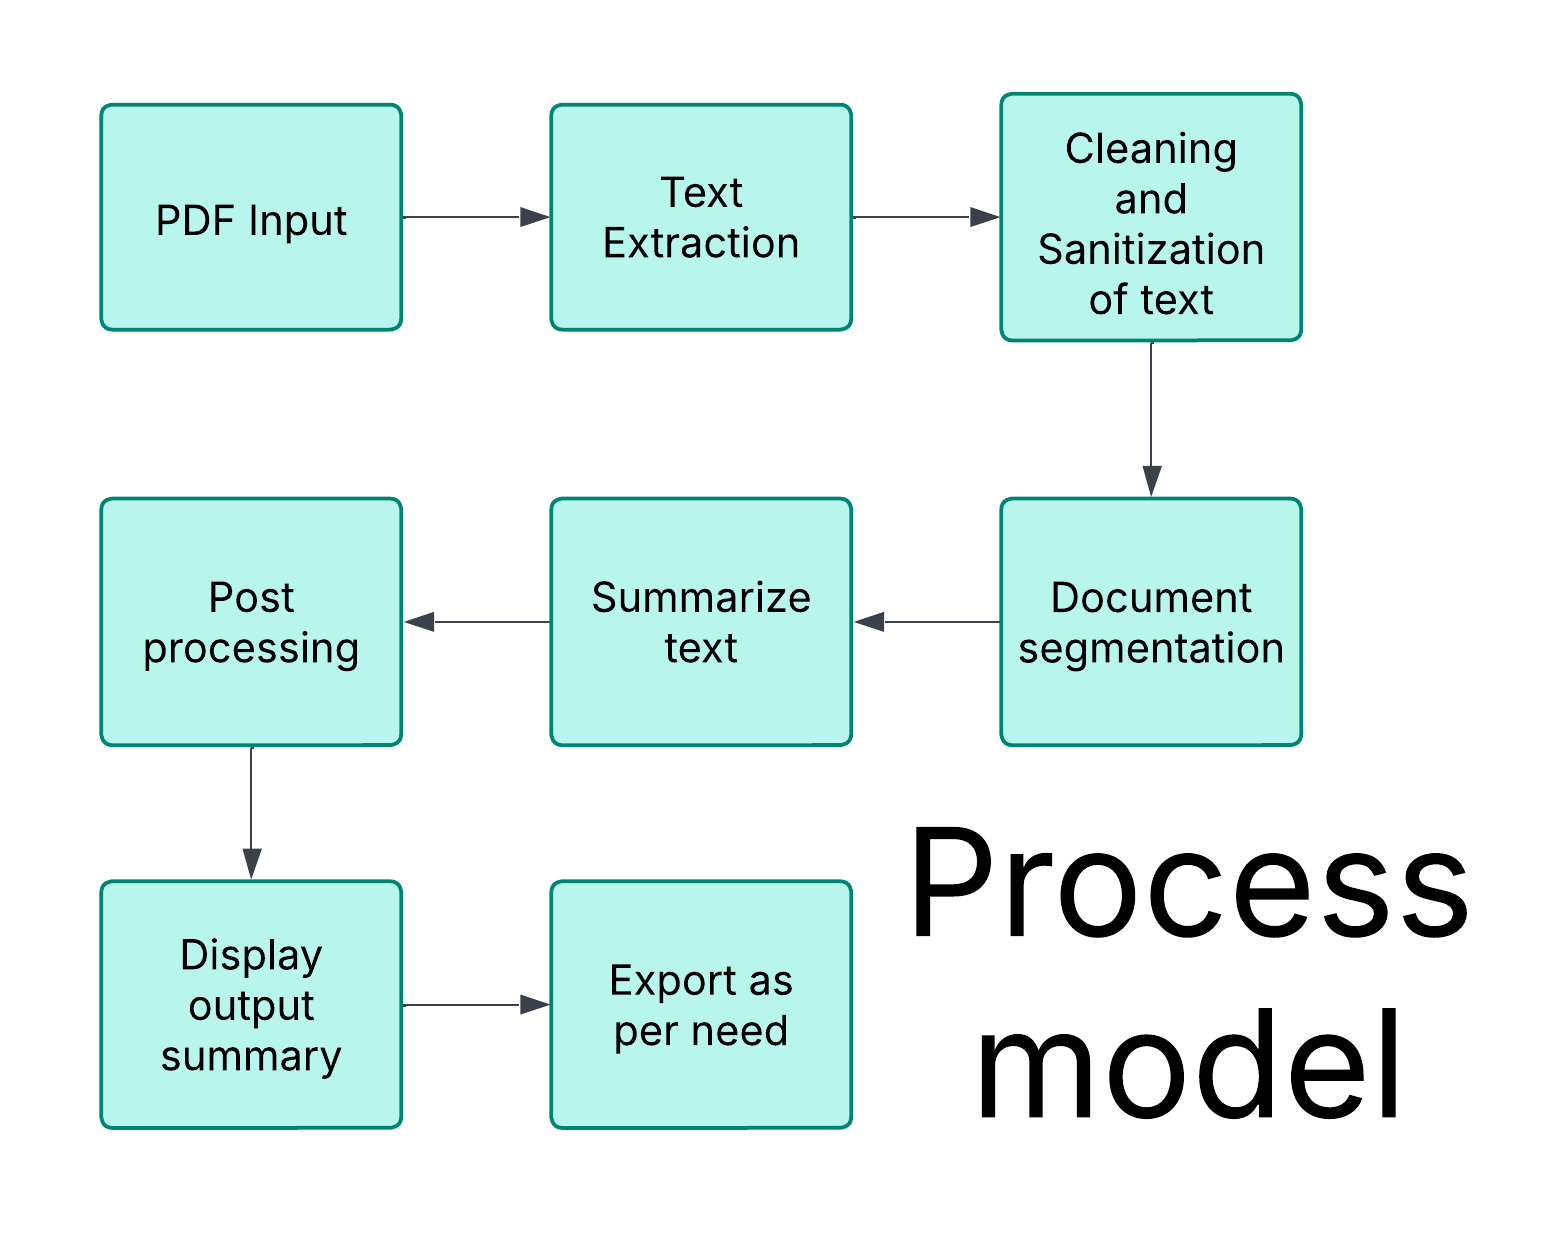 PDF Input
Text
Extraction
Cleaning
and
Sanitization
of text
Document
segmentation
Summarize
text
Post
processing
Display
output
summary
Export as
per need
Process
model